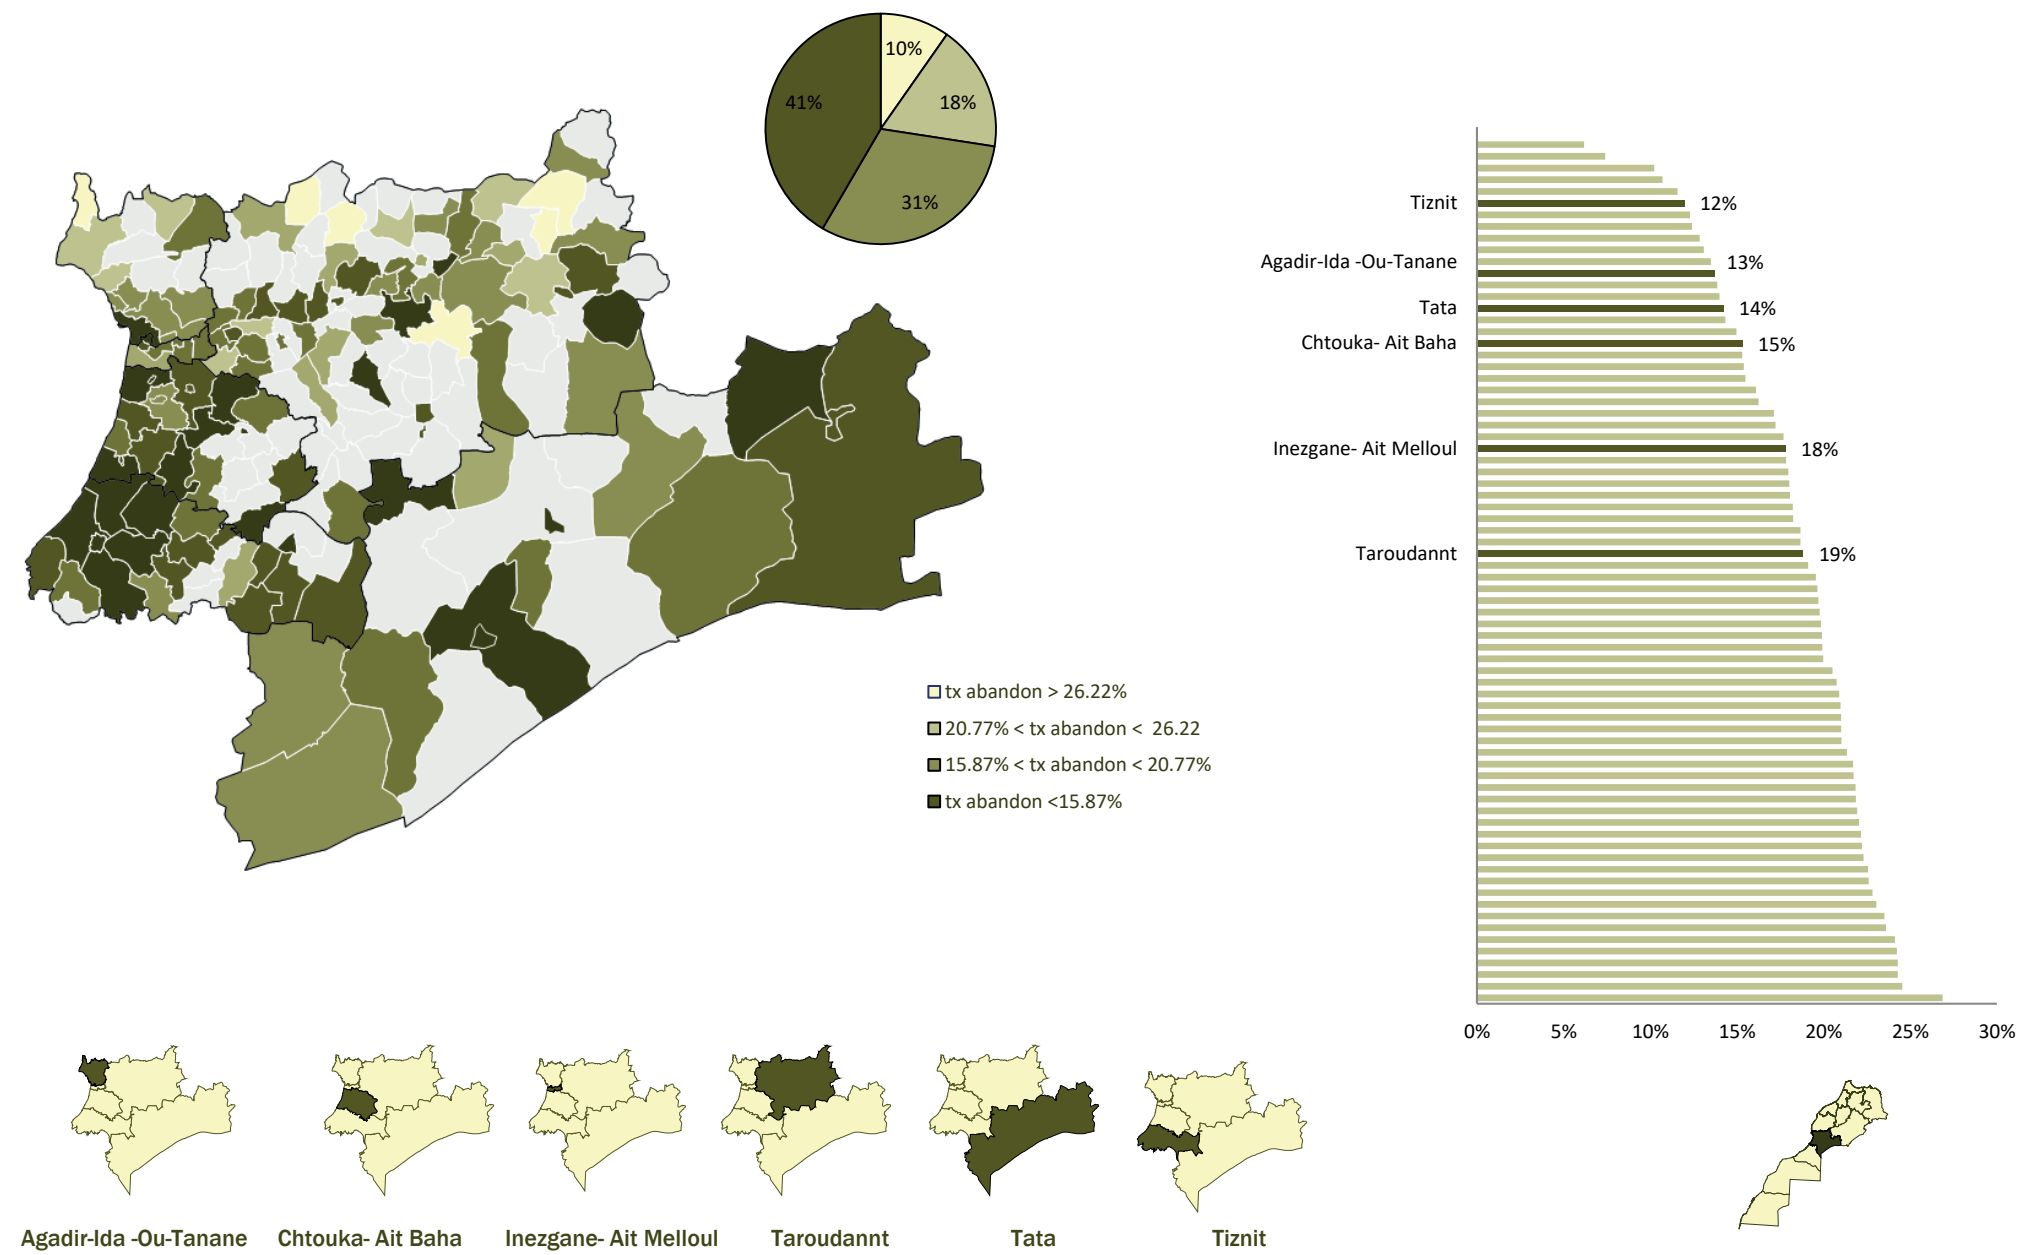 10%
18%
31%
41%
tx abandon > 26.22%
20.77% < tx abandon < 26.22
15.87% < tx abandon < 20.77%
tx abandon <15.87%
Tiznit 12%
Agadir-Ida -Ou-Tanane 13%
Tata 14%
Chtouka- Ait Baha 15%
Inezgane- Ait Melloul 18%
Taroudannt 19%
0% 5% 10% 15% 20% 25% 30%
Agadir-Ida -Ou-Tanane Chtouka- Ait Baha Inezgane- Ait Melloul Taroudannt Tata Tiznit